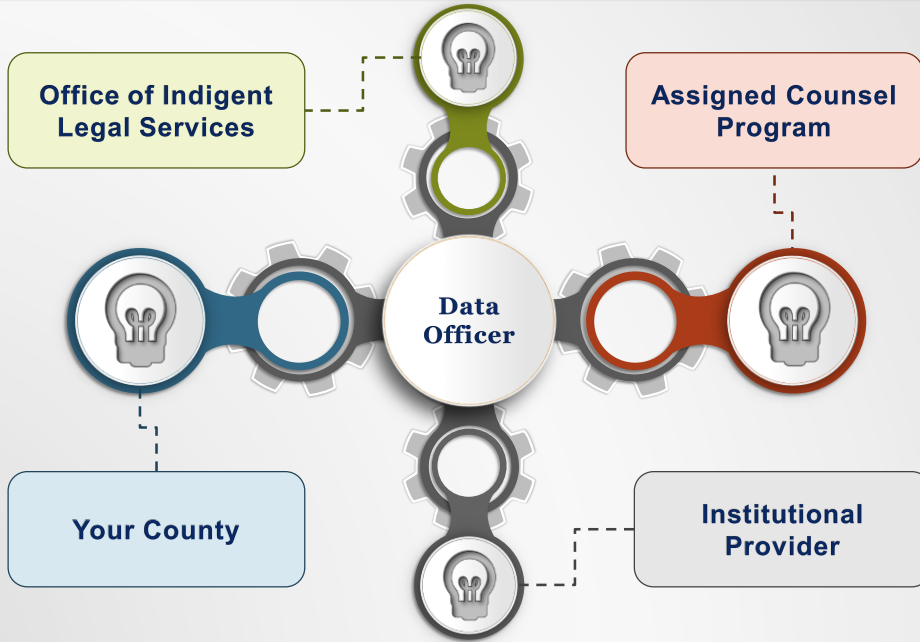 Office of Indigent
Legal Services
Assigned Counsel
Program
Data
Officer
Your County
Institutional
Provider